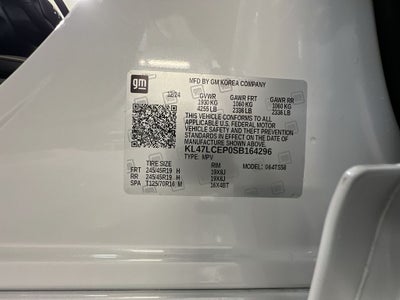 gm
MFD BY GM KOREA COMPANY
12/24
GVWR GAWR FRT GAWR RR
1930 KG 1060 KG 1060 KG
4255 LB 2336 LB 2336 LB
THIS VEHICLE CONFORMS TO ALL
APPLICABLE U.S. FEDERAL MOTOR
VEHICLE SAFETY AND THEFT PREVENTION
STANDARDS IN EFFECT ON THE DATE OF
MANUFACTURE SHOWN ABOVE.
KL47LCEP0SB164296
TYPE: MPV
TIRE SIZE RIM
FRT 245/45R19 H 19X8J
RR 245/45R19 H 19X8J
SPA T125/70R16 M 16X4BT
MODEL: